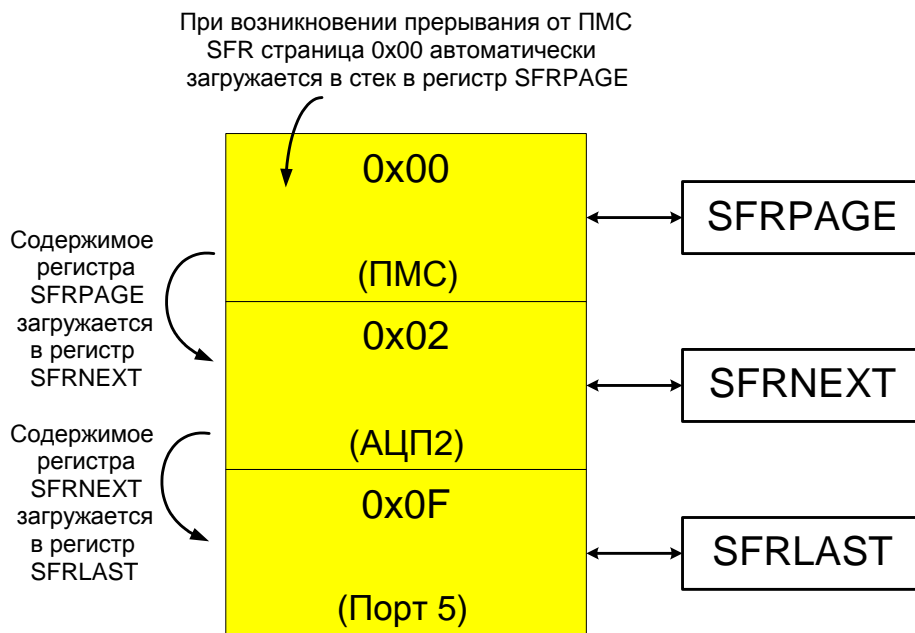 При возникновении прерывания от ПМС
SFR страница 0x00 автоматически
загружается в стек в регистр SFRPAGE
0x00
(ПМС)
SFRPAGE
Содержимое
регистра
SFRPAGE
загружается
в регистр
SFRNEXT
0x02
(АЦП2)
SFRNEXT
Содержимое
регистра
SFRNEXT
загружается
в регистр
SFRLAST
0x0F
(Порт 5)
SFRLAST